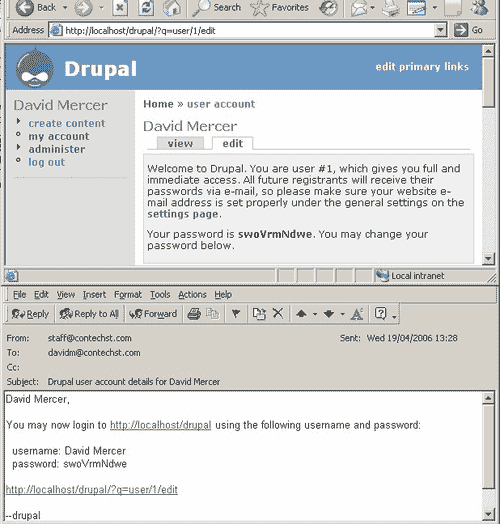 Back Search Favorites
Address http://localhost/drupal/?q=user/1/edit Go
Drupal
edit primary links
David Mercer
create content
my account
administer
log out
Home » user account
David Mercer
view edit
Welcome to Drupal. You are user #1, which gives you full and
immediate access. All future registrants will receive their
passwords via e-mail, so please make sure your website e-
mail address is set properly under the general settings on the
settings page.
Your password is swoVrmNdwe. You may change your
password below.
Local intranet
File Edit View Insert Format Tools Actions Help
Reply Reply to All Forward
From: staff@contechst.com Sent: Wed 19/04/2006 13:28
To: davidm@contechst.com
Cc:
Subject: Drupal user account details for David Mercer
David Mercer,
You may now login to http://localhost/drupal using the following username and password:
username: David Mercer
password: swoVrmNdwe
http://localhost/drupal/?q=user/1/edit
--drupal